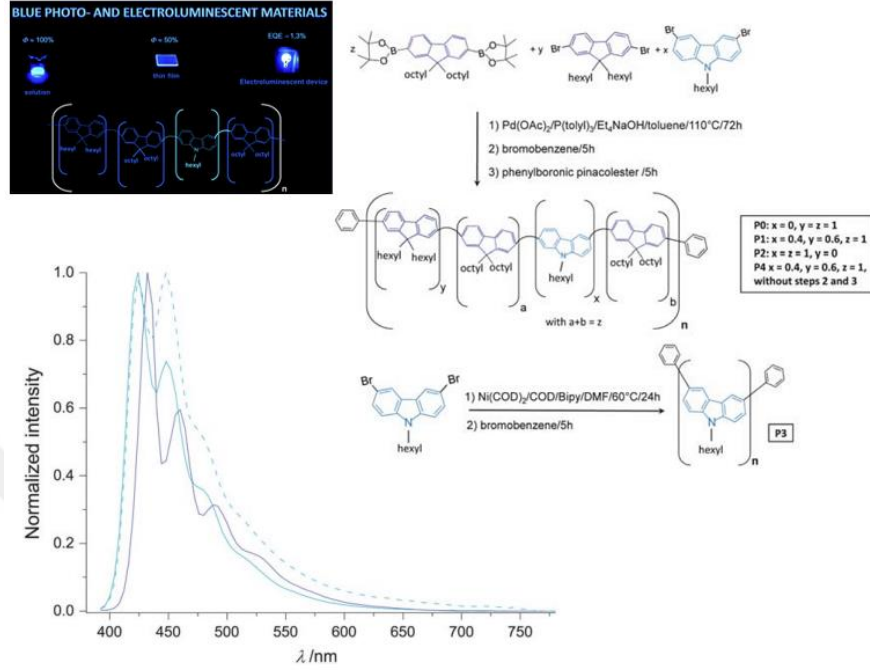 BLUE PHOTO- AND ELECTROLUMINESCENT MATERIALS
Φ ≈ 100%
Φ ≈ 50%
EQE ≈ 1,3%
solution
thin film
Electroluminescent device
hexyl hexyl
octyl octyl
N
hexyl
octyl octyl
n
z
O
B
O
octyl octyl
O
B
O
+ y
Br
Br
hexyl hexyl
+ x
Br
Br
N
hexyl
1) Pd(OAc)2/P(tolyl)3/Et4NaOH/toluene/110°C/72h
2) bromobenzene/5h
3) phenylboronic pinacolester /5h
hexyl hexyl
y
octyl octyl
a
N
hexyl
x
octyl octyl
b
n
with a+b = z
P0: x = 0, y = z = 1
P1: x = 0.4, y = 0.6, z = 1
P2: x = z = 1, y = 0
P4 x = 0.4, y = 0.6, z = 1,
without steps 2 and 3
Br
Br
N
hexyl
1) Ni(COD)2/COD/Bipy/DMF/60°C/24h
2) bromobenzene/5h
N
hexyl
n
P3
Normalized intensity
1.0
0.8
0.6
0.4
0.2
0.0
400 450 500 550 600 650 700 750
λ /nm